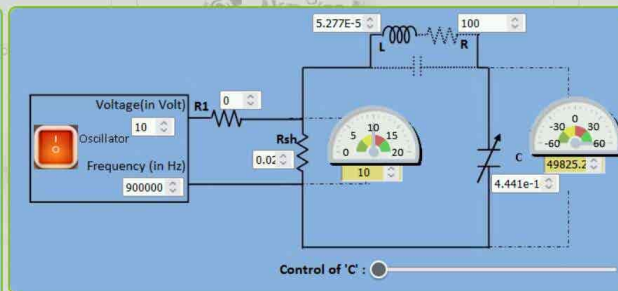 5.277E-5
100
L
R
Voltage(in Volt)
R1
0
10
Oscillator
Frequency (in Hz)
900000
Rsh
0.02
0 5 10 15 20
10
C
4.441e-1
-60 -30 0 30 60
49825.2
Control of 'C' :